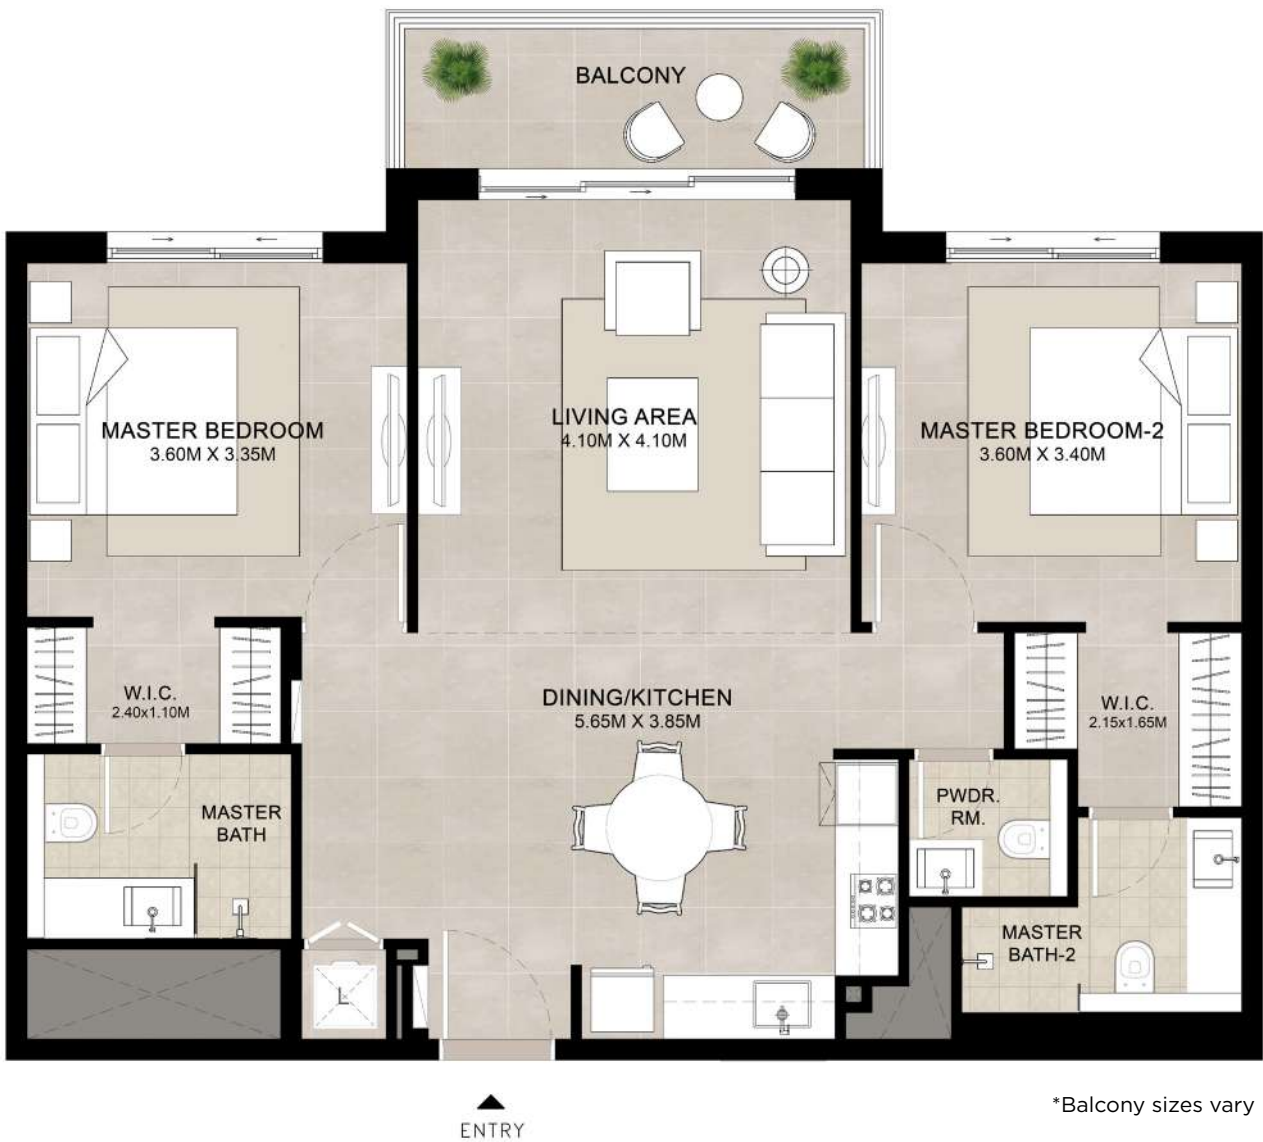 BALCONY
MASTER BEDROOM
3.60M X 3.35M
LIVING AREA
4.10M X 4.10M
MASTER BEDROOM-2
3.60M X 3.40M
W.I.C.
2.40x1.10M
DINING/KITCHEN
5.65M X 3.85M
W.I.C.
2.15x1.65M
MASTER
BATH
PWDR.
RM.
MASTER
BATH-2
L
ENTRY
*Balcony sizes vary